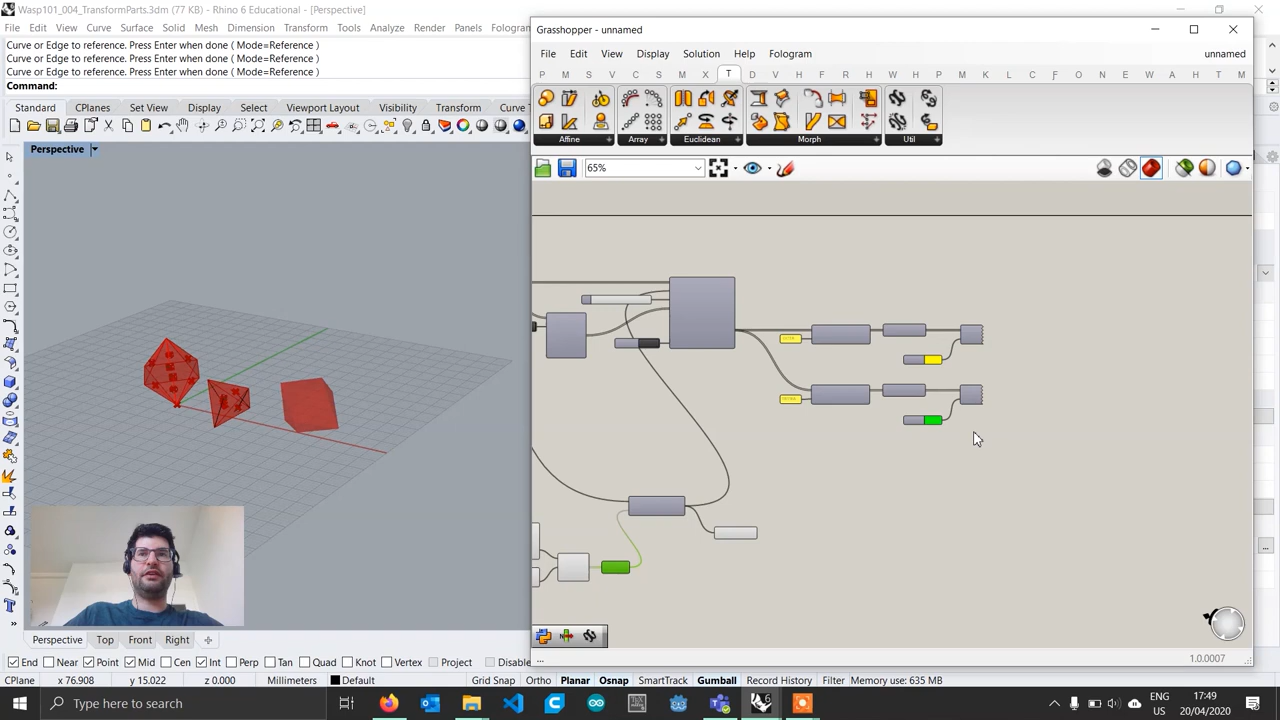 Wasp101_004_TransformParts.3dm (77 KB) - Rhino 6 Educational - [Perspective]
File Edit View Curve Surface Solid Mesh Dimension Transform Tools Analyze Render Panels Fologram
Curve or Edge to reference. Press Enter when done ( Mode=Reference )
Curve or Edge to reference. Press Enter when done ( Mode=Reference )
Curve or Edge to reference. Press Enter when done ( Mode=Reference )
Command:
Standard CPlanes Set View Display Select Viewport Layout Visibility Transform Curve T
Perspective
Grasshopper - unnamed
File Edit View Display Solution Help Fologram unnamed
P M S V C S M X T D V H F R H W P M K L M A F E W A H T M
Affine Array Euclidean Morph Util
65%
1.0.0007
...
Perspective Top Front Right
End Near Point Mid Cen Int Perp Tan Quad Knot Vertex Project Disable
CPlane x 76.908 y 15.022 z 0.000 Millimeters Default Grid Snap Ortho Planar Osnap SmartTrack Gumball Record History Filter Memory use: 635 MB
Type here to search
ENG
US
17:49
20/04/2020